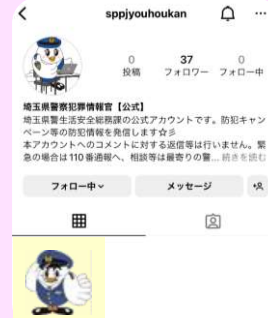 sppjyouhoukan
0 37 0
投稿 フォロワー フォロー中
埼玉県警察犯罪情報官【公式】
埼玉県警生活安全総務課の公式アカウントです。防犯キャン
ペーン等の防犯情報を発信します☆彡
本アカウントへのコメントに対する返信等は行いません。緊
急の場合は110番通報へ、相談等は最寄りの警... 続きを読む
フォロー中 メッセージ